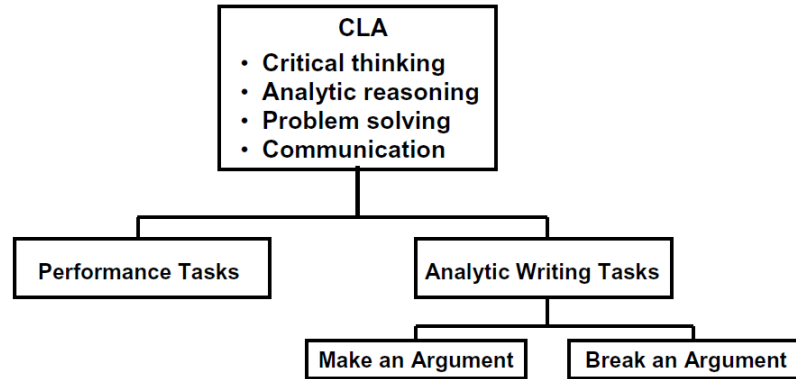 CLA
• Critical thinking
• Analytic reasoning
• Problem solving
• Communication
Performance Tasks
Analytic Writing Tasks
Make an Argument
Break an Argument